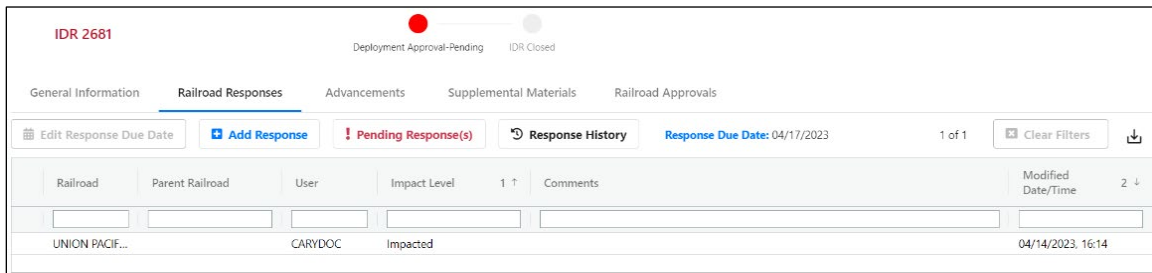 IDR 2681
Deployment Approval-Pending IDR Closed
General Information Railroad Responses Advancements Supplemental Materials Railroad Approvals
Edit Response Due Date Add Response ! Pending Response(s) Response History Response Due Date: 04/17/2023 1 of 1 Clear Filters
Railroad Parent Railroad User Impact Level 1 ↑ Comments Modified Date/Time 2 ↓
UNION PACIF... CARYDOC Impacted 04/14/2023, 16:14